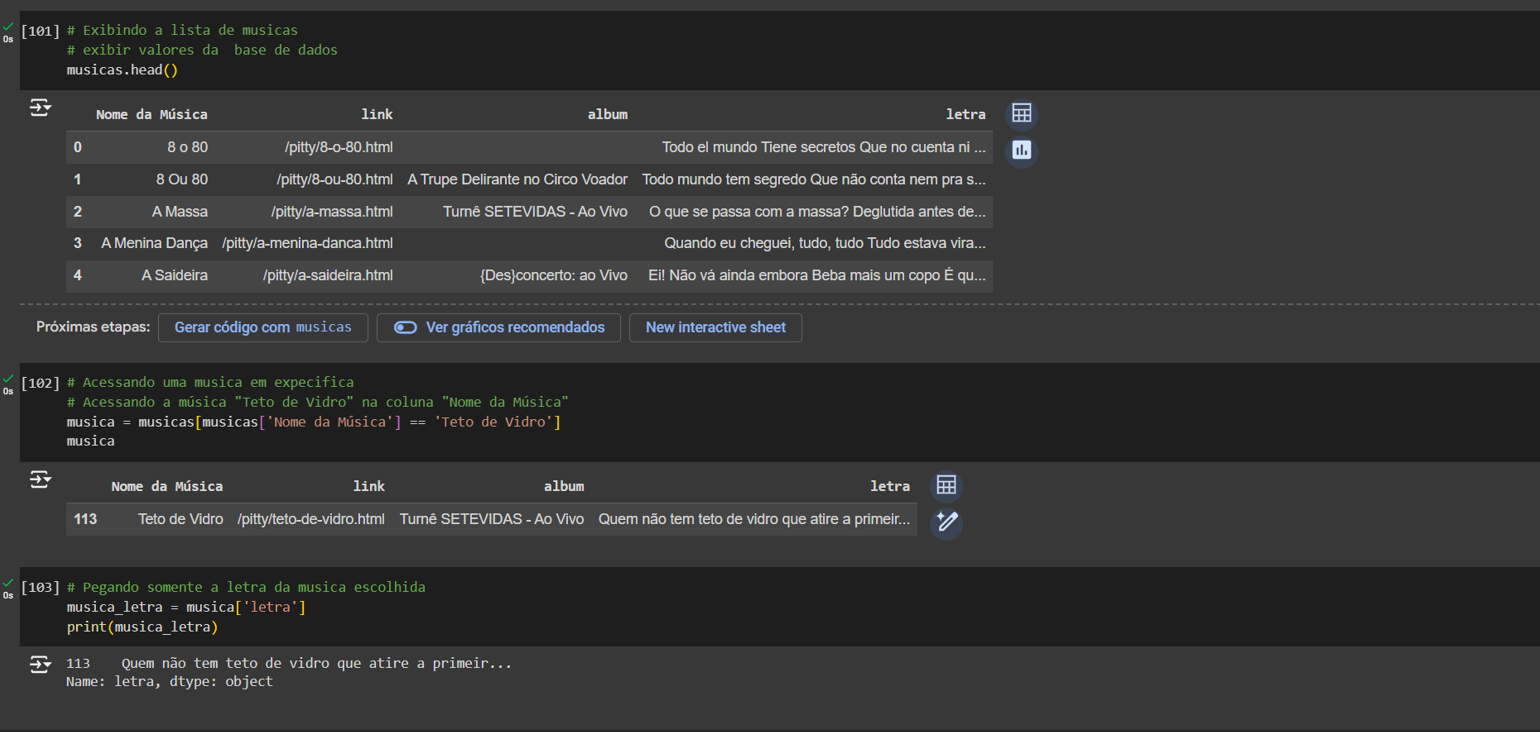 [101] # Exibindo a lista de musicas
# exibir valores da  base de dados
musicas.head()
0s
Nome da Música link album letra
0 8 o 80 /pitty/8-o-80.html Todo el mundo Tiene secretos Que no cuenta ni ...
1 8 Ou 80 /pitty/8-ou-80.html A Trupe Delirante no Circo Voador Todo mundo tem segredo Que não conta nem pra s...
2 A Massa /pitty/a-massa.html Turnê SETEVIDAS - Ao Vivo O que se passa com a massa? Deglutida antes de...
3 A Menina Dança /pitty/a-menina-danca.html Quando eu cheguei, tudo, tudo Tudo estava vira...
4 A Saideira /pitty/a-saideira.html {Des}concerto: ao Vivo Ei! Não vá ainda embora Beba mais um copo É qu...
Próximas etapas: Gerar código com musicas Ver gráficos recomendados New interactive sheet
[102] # Acessando uma musica em expecifica
0s
# Acessando a música "Teto de Vidro" na coluna "Nome da Música"
musica = musicas[musicas['Nome da Música'] == 'Teto de Vidro']
musica
Nome da Música link album letra
113 Teto de Vidro /pitty/teto-de-vidro.html Turnê SETEVIDAS - Ao Vivo Quem não tem teto de vidro que atire a primeir...
[103] # Pegando somente a letra da musica escolhida
0s
musica_letra = musica['letra']
print(musica_letra)
113    Quem não tem teto de vidro que atire a primeir...
Name: letra, dtype: object